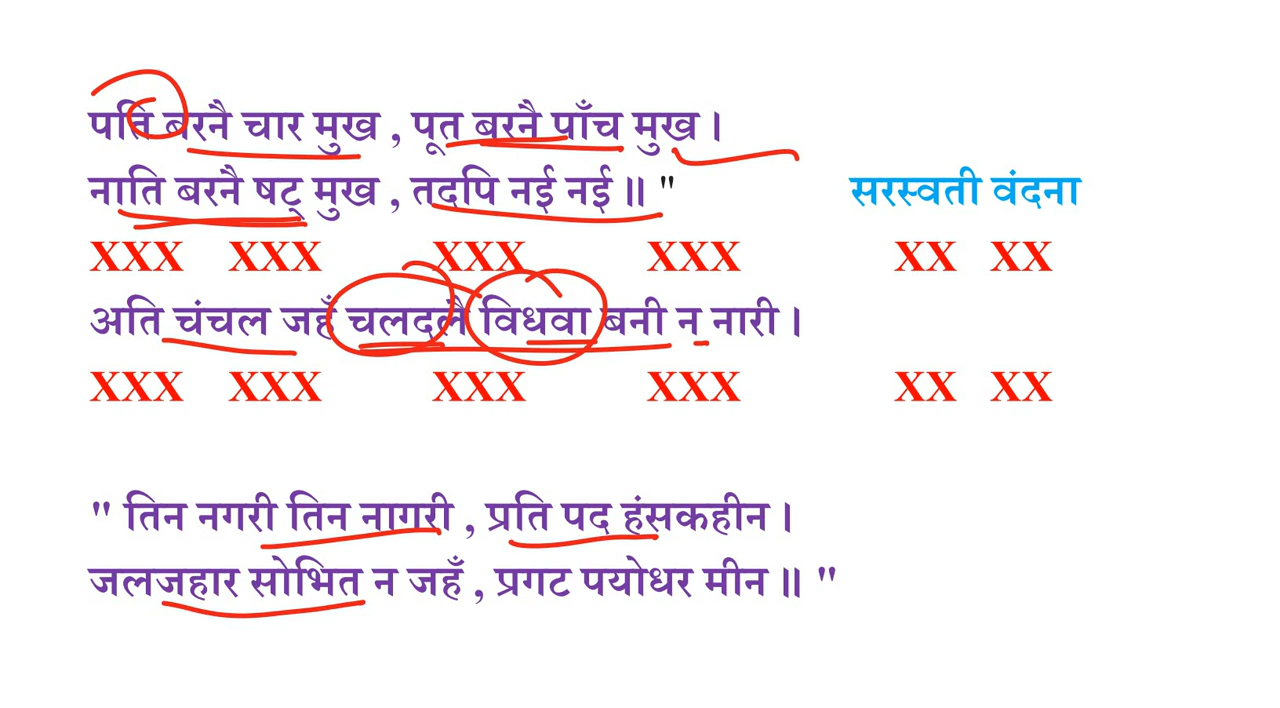 पति बरनै चार मुख , पूत बरनै पाँच मुख ।
नाति बरनै षट् मुख , तदपि नई नई ॥ " सरस्वती वंदना
XXX XXX XXX XXX XX XX
अति चंचल जहँ चलदलै विधवा बनी न नारी ।
XXX XXX XXX XXX XX XX
" तिन नगरी तिन नागरी , प्रति पद हंसकहीन ।
जलजहार सोभित न जहँ , प्रगट पयोधर मीन ॥ "